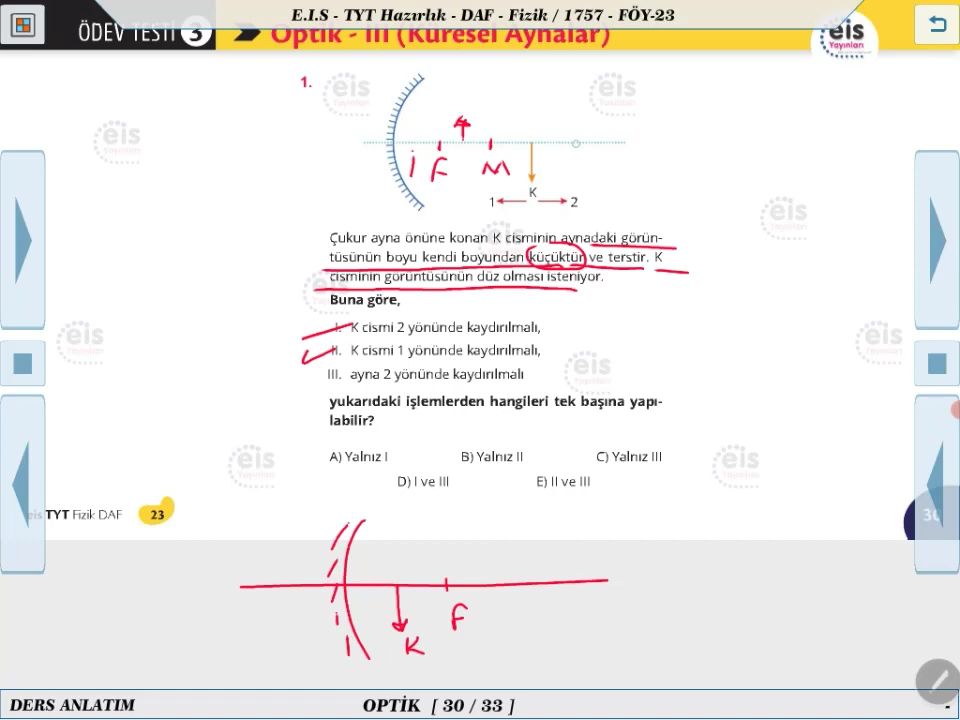 E.I.S - TYT Hazırlık - DAF - Fizik / 1757 - FÖY-23
ÖDEV TESTİ 3
Optik - III (Küresel Aynalar)
eis
Yayınları
1.
F
M
K
1
2
Çukur ayna önüne konan K cisminin aynadaki görün-
tüsünün boyu kendi boyundan küçüktür ve terstir. K
cisminin görüntüsünün düz olması isteniyor.
Buna göre,
I. K cismi 2 yönünde kaydırılmalı,
II. K cismi 1 yönünde kaydırılmalı,
III. ayna 2 yönünde kaydırılmalı
yukarıdaki işlemlerden hangileri tek başına yapı-
labilir?
A) Yalnız I B) Yalnız II C) Yalnız III
D) I ve III E) II ve III
eis TYT Fizik DAF 23
30
F
K
DERS ANLATIM OPTİK [ 30 / 33 ] -